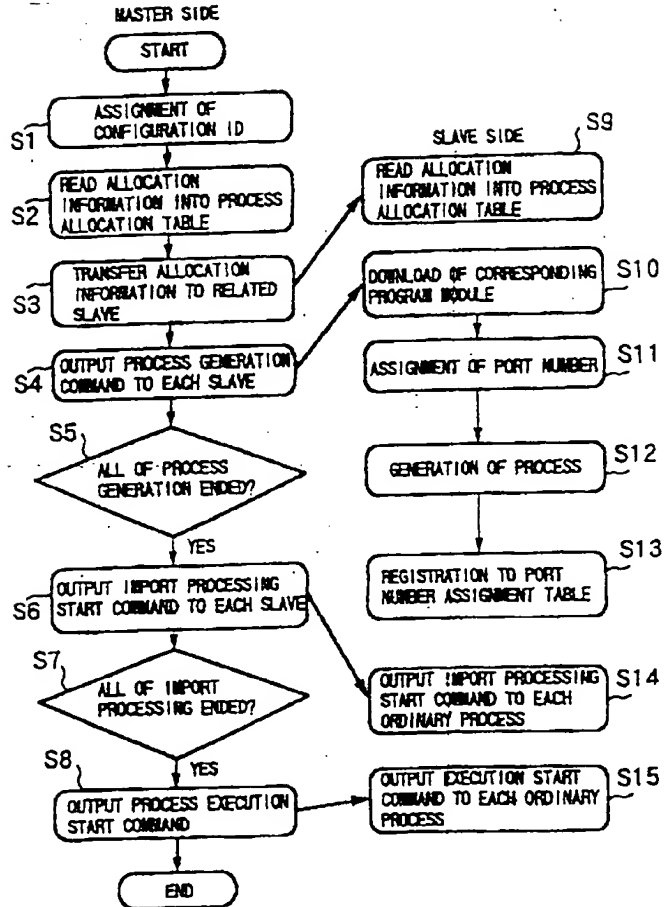 MASTER SIDE
START
S1
ASSIGNMENT OF
CONFIGURATION ID
S2
READ ALLOCATION
INFORMATION INTO PROCESS
ALLOCATION TABLE
S3
TRANSFER ALLOCATION
INFORMATION TO RELATED
SLAVE
S4
OUTPUT PROCESS GENERATION
COMMAND TO EACH SLAVE
S5
ALL OF PROCESS
GENERATION ENDED?
YES
S6
OUTPUT IMPORT PROCESSING
START COMMAND TO EACH SLAVE
S7
ALL OF IMPORT
PROCESSING ENDED?
YES
S8
OUTPUT PROCESS EXECUTION
START COMMAND
END
SLAVE SIDE
S9
READ ALLOCATION
INFORMATION INTO PROCESS
ALLOCATION TABLE
S10
DOWNLOAD OF CORRESPONDING
PROGRAM MODULE
S11
ASSIGNMENT OF PORT NUMBER
S12
GENERATION OF PROCESS
S13
REGISTRATION TO PORT
NUMBER ASSIGNMENT TABLE
S14
OUTPUT IMPORT PROCESSING
START COMMAND TO EACH
ORDINARY PROCESS
S15
OUTPUT EXECUTION START
COMMAND TO EACH ORDINARY
PROCESS